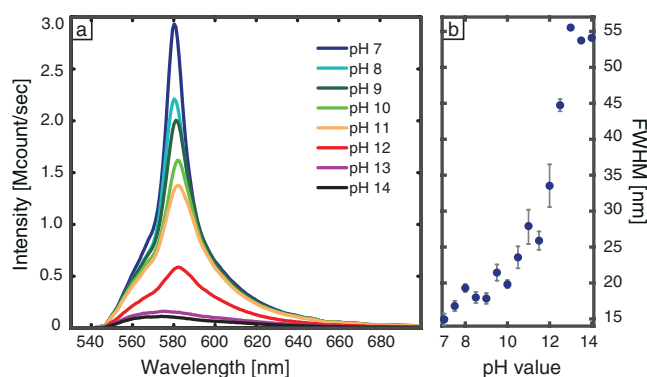 a
3.0
2.5
2.0
1.5
1.0
0.5
0
Intensity [Mcount/sec]
540
560
580
600
620
640
660
680
Wavelength [nm]
pH 7
pH 8
pH 9
pH 10
pH 11
pH 12
pH 13
pH 14
b
55
50
45
40
35
30
25
20
15
FWHM [nm]
7
8
10
12
14
pH value